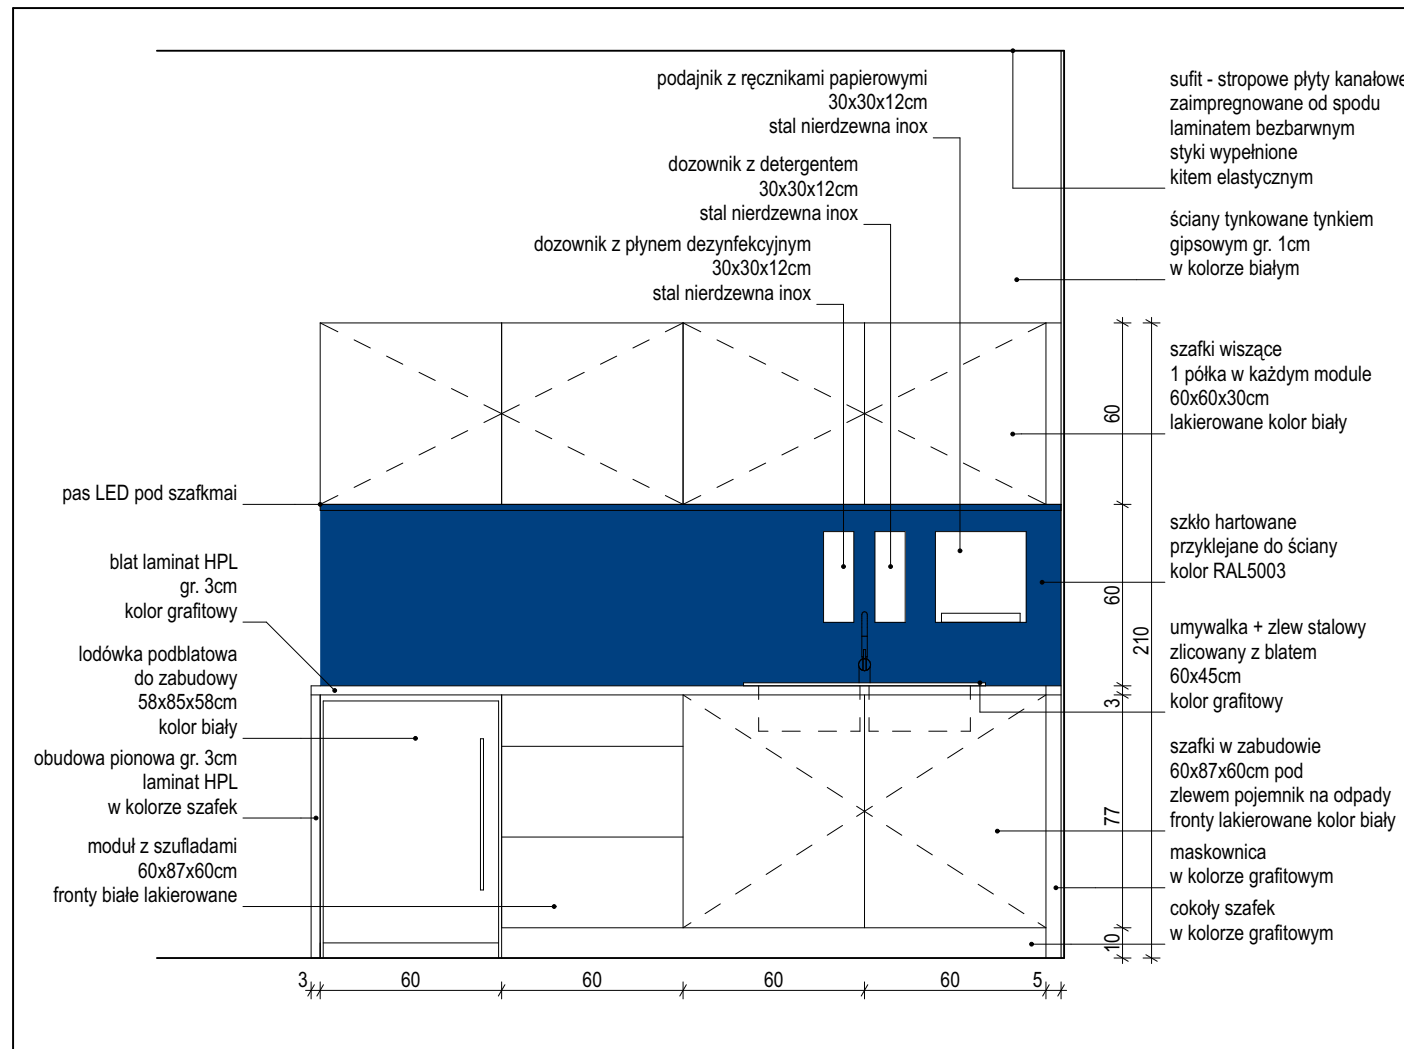 podajnik z ręcznikami papierowymi
30x30x12cm
stal nierdzewna inox
dozownik z detergentem
30x30x12cm
stal nierdzewna inox
dozownik z płynem dezynfekcyjnym
30x30x12cm
stal nierdzewna inox
pas LED pod szafkmai
blat laminat HPL
gr. 3cm
kolor grafitowy
lodówka podblatowa
do zabudowy
58x85x58cm
kolor biały
obudowa pionowa gr. 3cm
laminat HPL
w kolorze szafek
moduł z szufladami
60x87x60cm
fronty białe lakierowane
sufit - stropowe płyty kanałowe
zaimpregnowane od spodu
laminatem bezbarwnym
styki wypełnione
kitem elastycznym
ściany tynkowane tynkiem
gipsowym gr. 1cm
w kolorze białym
szafki wiszące
1 półka w każdym module
60x60x30cm
lakierowane kolor biały
szkło hartowane
przyklejane do ściany
kolor RAL5003
umywalka + zlew stalowy
zlicowany z blatem
60x45cm
kolor grafitowy
szafki w zabudowie
60x87x60cm pod
zlewem pojemnik na odpady
fronty lakierowane kolor biały
maskownica
w kolorze grafitowym
cokoły szafek
w kolorze grafitowym
60
60
3
77
10
210
3
60
60
60
60
5